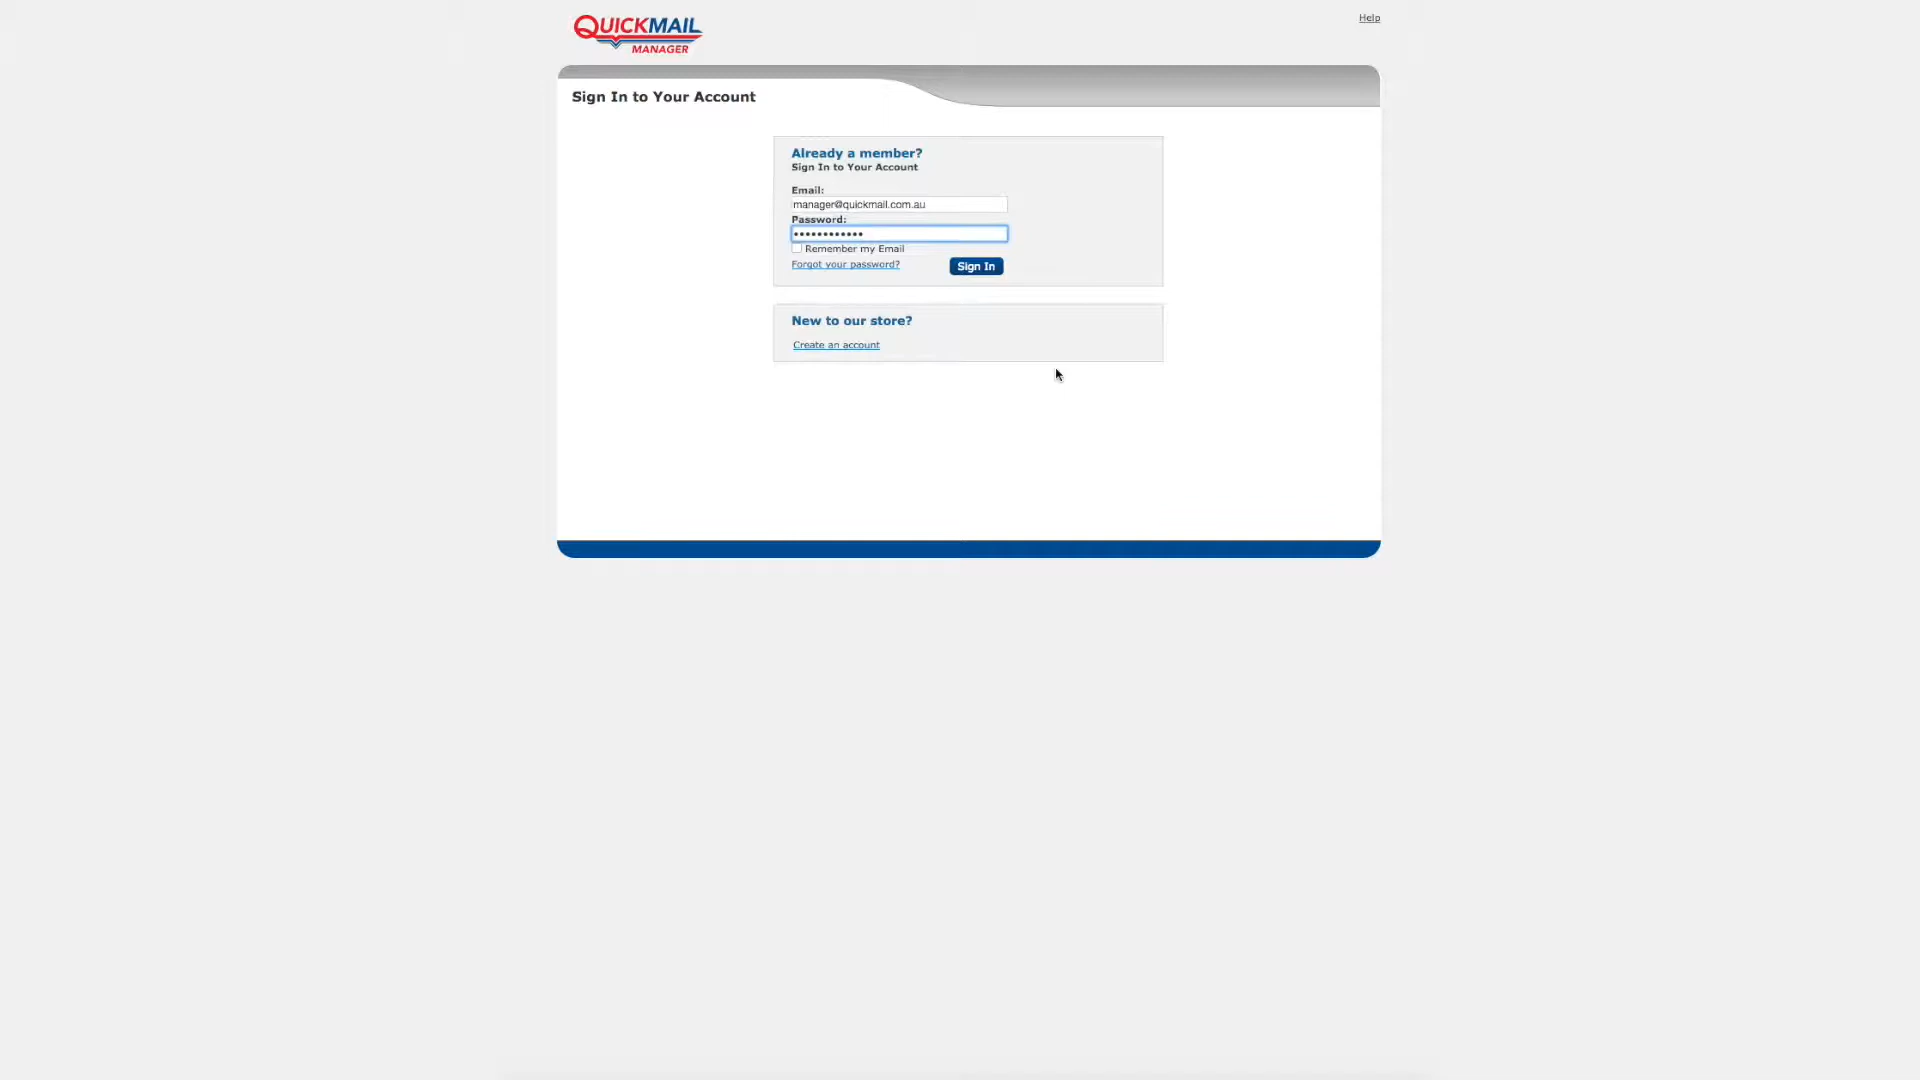 QUICKMAIL
MANAGER
Help
Sign In to Your Account
Already a member?
Sign In to Your Account
Email:
manager@quickmail.com.au
Password:
••••••••••••
Remember my Email
Forgot your password?
Sign In
New to our store?
Create an account